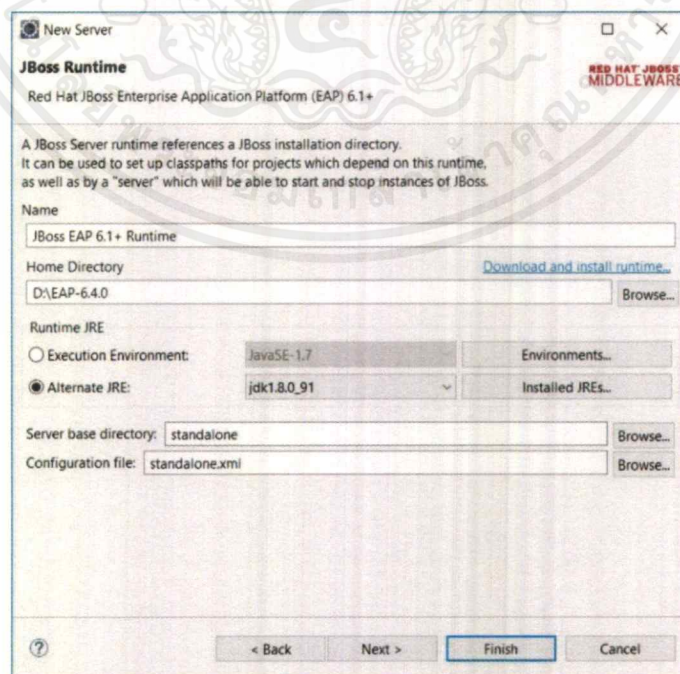 New Server
JBoss Runtime
RED HAT JBOSS
MIDDLEWARE
Red Hat JBoss Enterprise Application Platform (EAP) 6.1+
A JBoss Server runtime references a JBoss installation directory.
It can be used to set up classpaths for projects which depend on this runtime,
as well as by a "server" which will be able to start and stop instances of JBoss.
Name
JBoss EAP 6.1+ Runtime
Home Directory Download and install runtime...
D:\EAP-6.4.0 Browse...
Runtime JRE
Execution Environment: JavaSE-1.7 Environments...
Alternate JRE: jdk1.8.0_91 Installed JREs...
Server base directory: standalone Browse...
Configuration file: standalone.xml Browse...
< Back Next > Finish Cancel